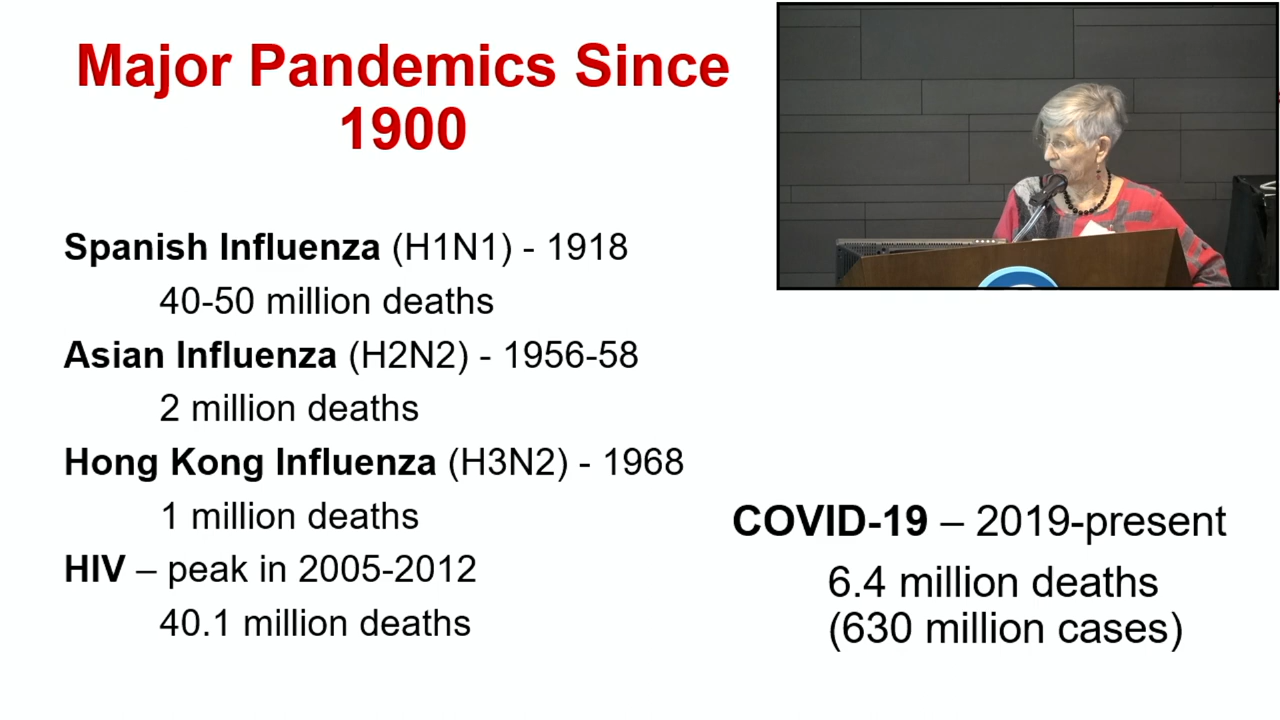 Major Pandemics Since
1900
Spanish Influenza (H1N1) - 1918
40-50 million deaths
Asian Influenza (H2N2) - 1956-58
2 million deaths
Hong Kong Influenza (H3N2) - 1968
1 million deaths
HIV – peak in 2005-2012
40.1 million deaths
COVID-19 – 2019-present
6.4 million deaths
(630 million cases)